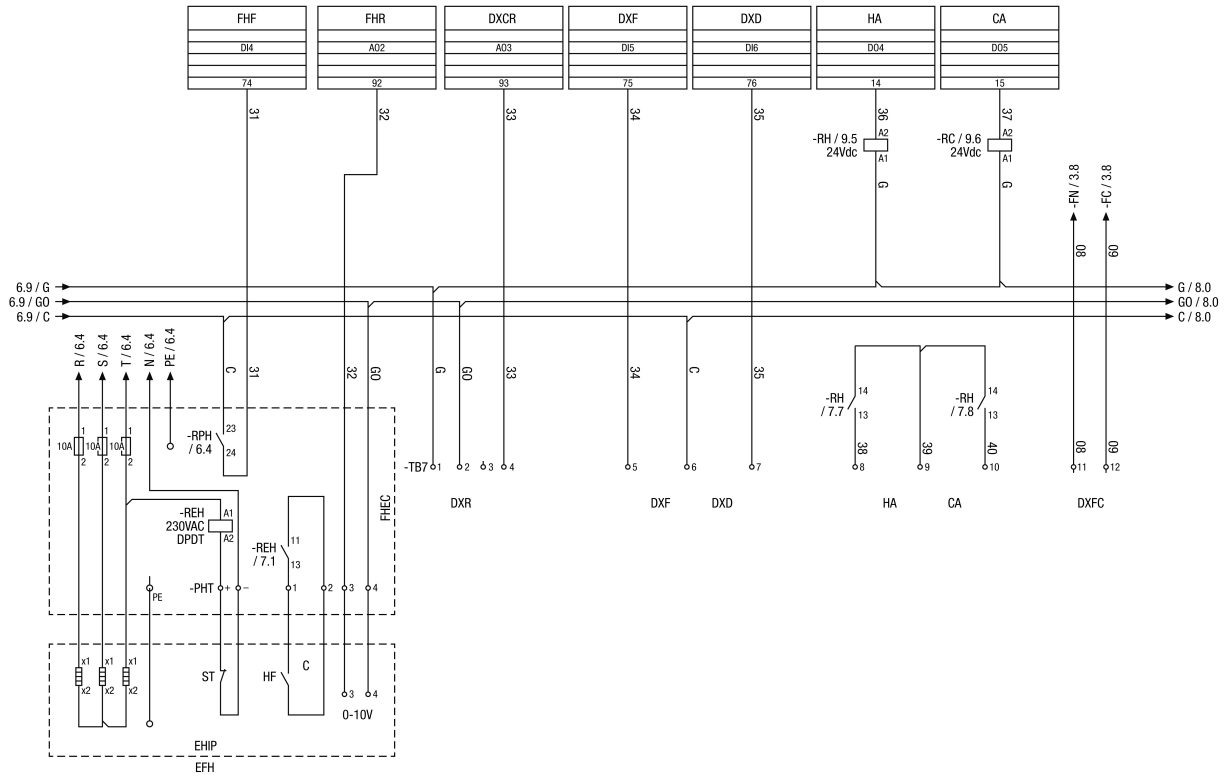 FHF FHR DXCR DXF DXD HA CA
DI4 AO2 AO3 DI5 DI6 DO4 DO5
74 92 93 75 76 14 15
31 32 33 34 35 36 37
-RH / 9.5 A2 -RC / 9.6 A2
24Vdc A1 24Vdc A1
G G
-FN / 3.8 -FC / 3.8
08 09
6.9 / G G / 8.0
6.9 / GO GO / 8.0
6.9 / C C / 8.0
R / 6.4 S / 6.4 T / 6.4 N / 6.4 PE / 6.4
C 31 32 GO G GO 33 34 C 35
14 14
-RH -RH
/ 7.7 / 7.8
13 13
38 39 40 08 09
1 1 1
10A 10A 10A
2 2 2
23
-RPH
/ 6.4
24
-TB7 1 2 3 4 5 6 7 8 9 10 11 12
DXR DXF DXD HA CA DXFC
FHEC
-REH A1
230VAC
DPDT A2
11
-REH
/ 7.1
13
PE -PHT + – 1 2 3 4
x1 x1 x1
x2 x2 x2
ST HF C
3 4
0-10V
EHIP
EFH